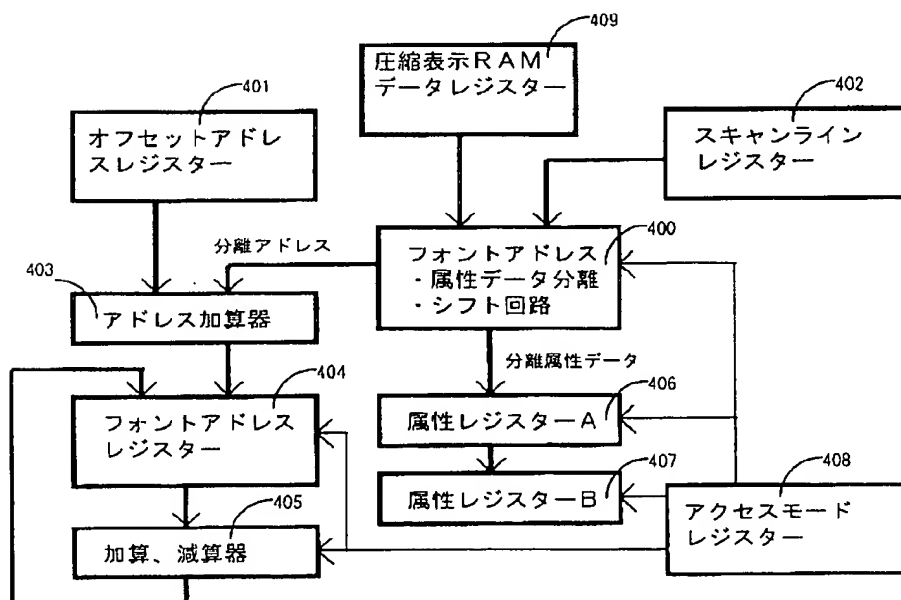 409
圧縮表示RAM
データレジスター
401
オフセットアドレ
スレジスター
402
スキャンライン
レジスター
400
フォントアドレス
・属性データ分離
・シフト回路
分離アドレス
403
アドレス加算器
分離属性データ
404
フォントアドレス
レジスター
406
属性レジスターA
407
属性レジスターB
408
アクセスモード
レジスター
405
加算、減算器